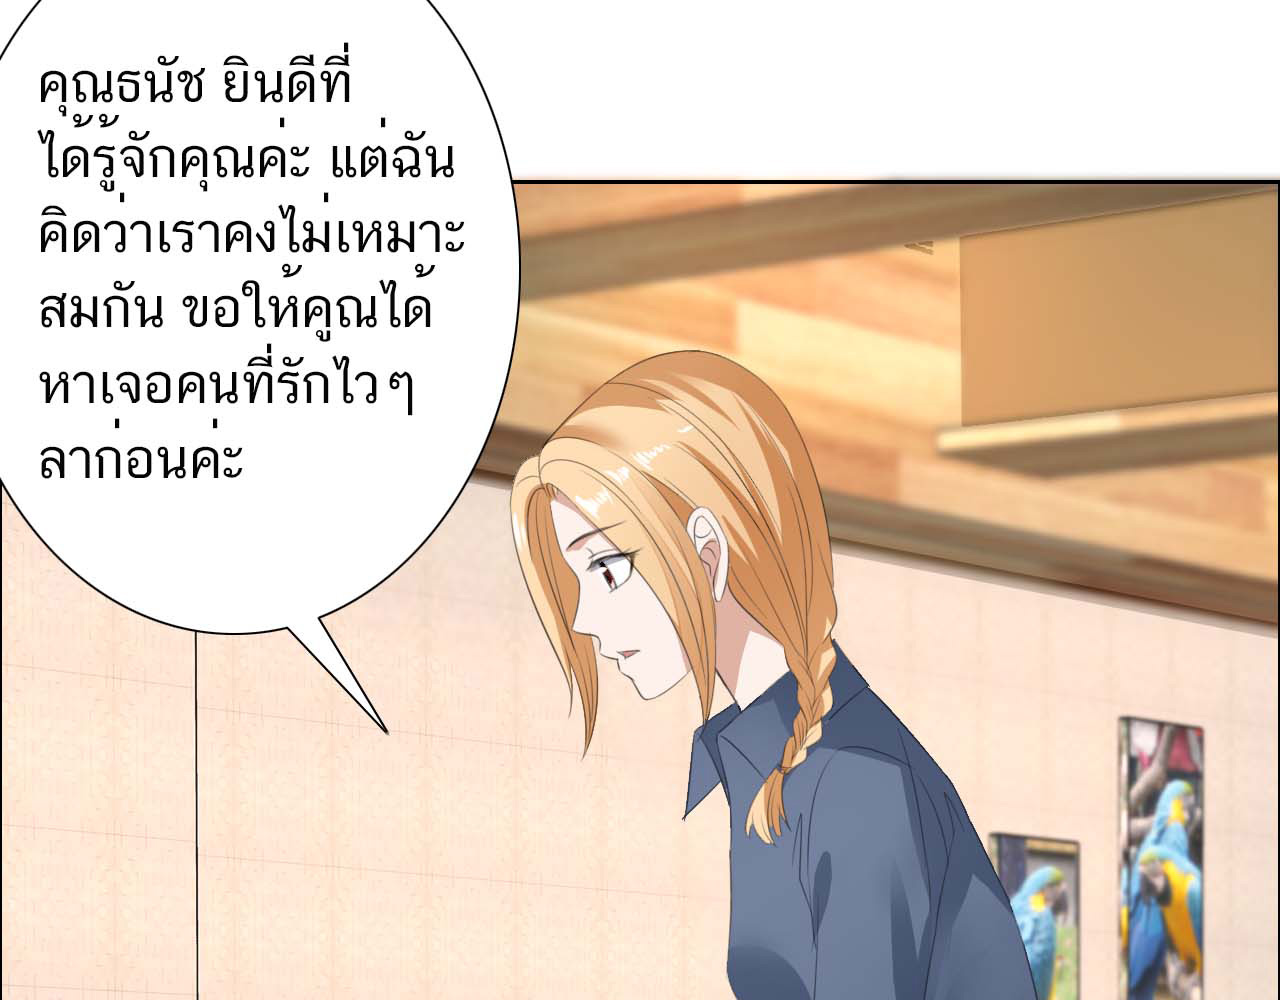 คุณธนัช ยินดีที่
ได้รู้จักคุณค่ะ แต่ฉัน
คิดว่าเราคงไม่เหมาะ
สมกัน ขอให้คูณได้
หาเจอคนที่รักไวๆ
ลาก่อนค่ะ